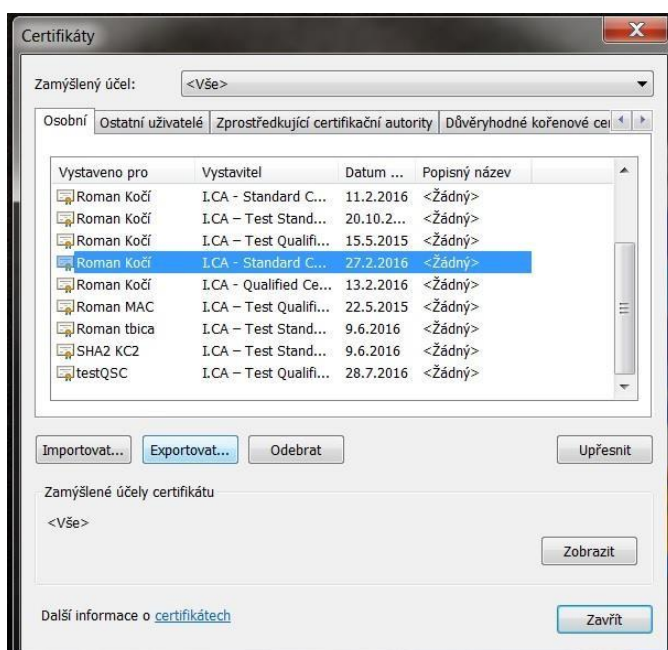 Certifikáty
Zamýšlený účel: <Vše>
Osobní Ostatní uživatelé Zprostředkující certifikační autority Důvěryhodné kořenové cer
Vystaveno pro Vystavitel Datum ... Popisný název
Roman Kočí I.CA - Standard C... 11.2.2016 <Žádný>
Roman Kočí I.CA – Test Stand... 20.10.2... <Žádný>
Roman Kočí I.CA – Test Qualifi... 15.5.2015 <Žádný>
Roman Kočí I.CA - Standard C... 27.2.2016 <Žádný>
Roman Kočí I.CA - Qualified Ce... 13.2.2016 <Žádný>
Roman MAC I.CA – Test Qualifi... 22.5.2015 <Žádný>
Roman tbica I.CA – Test Stand... 9.6.2016 <Žádný>
SHA2 KC2 I.CA – Test Stand... 9.6.2016 <Žádný>
testQSC I.CA – Test Qualifi... 28.7.2016 <Žádný>
Importovat... Exportovat... Odebrat Upřesnit
Zamýšlené účely certifikátu
<Vše>
Zobrazit
Další informace o certifikátech
Zavřít